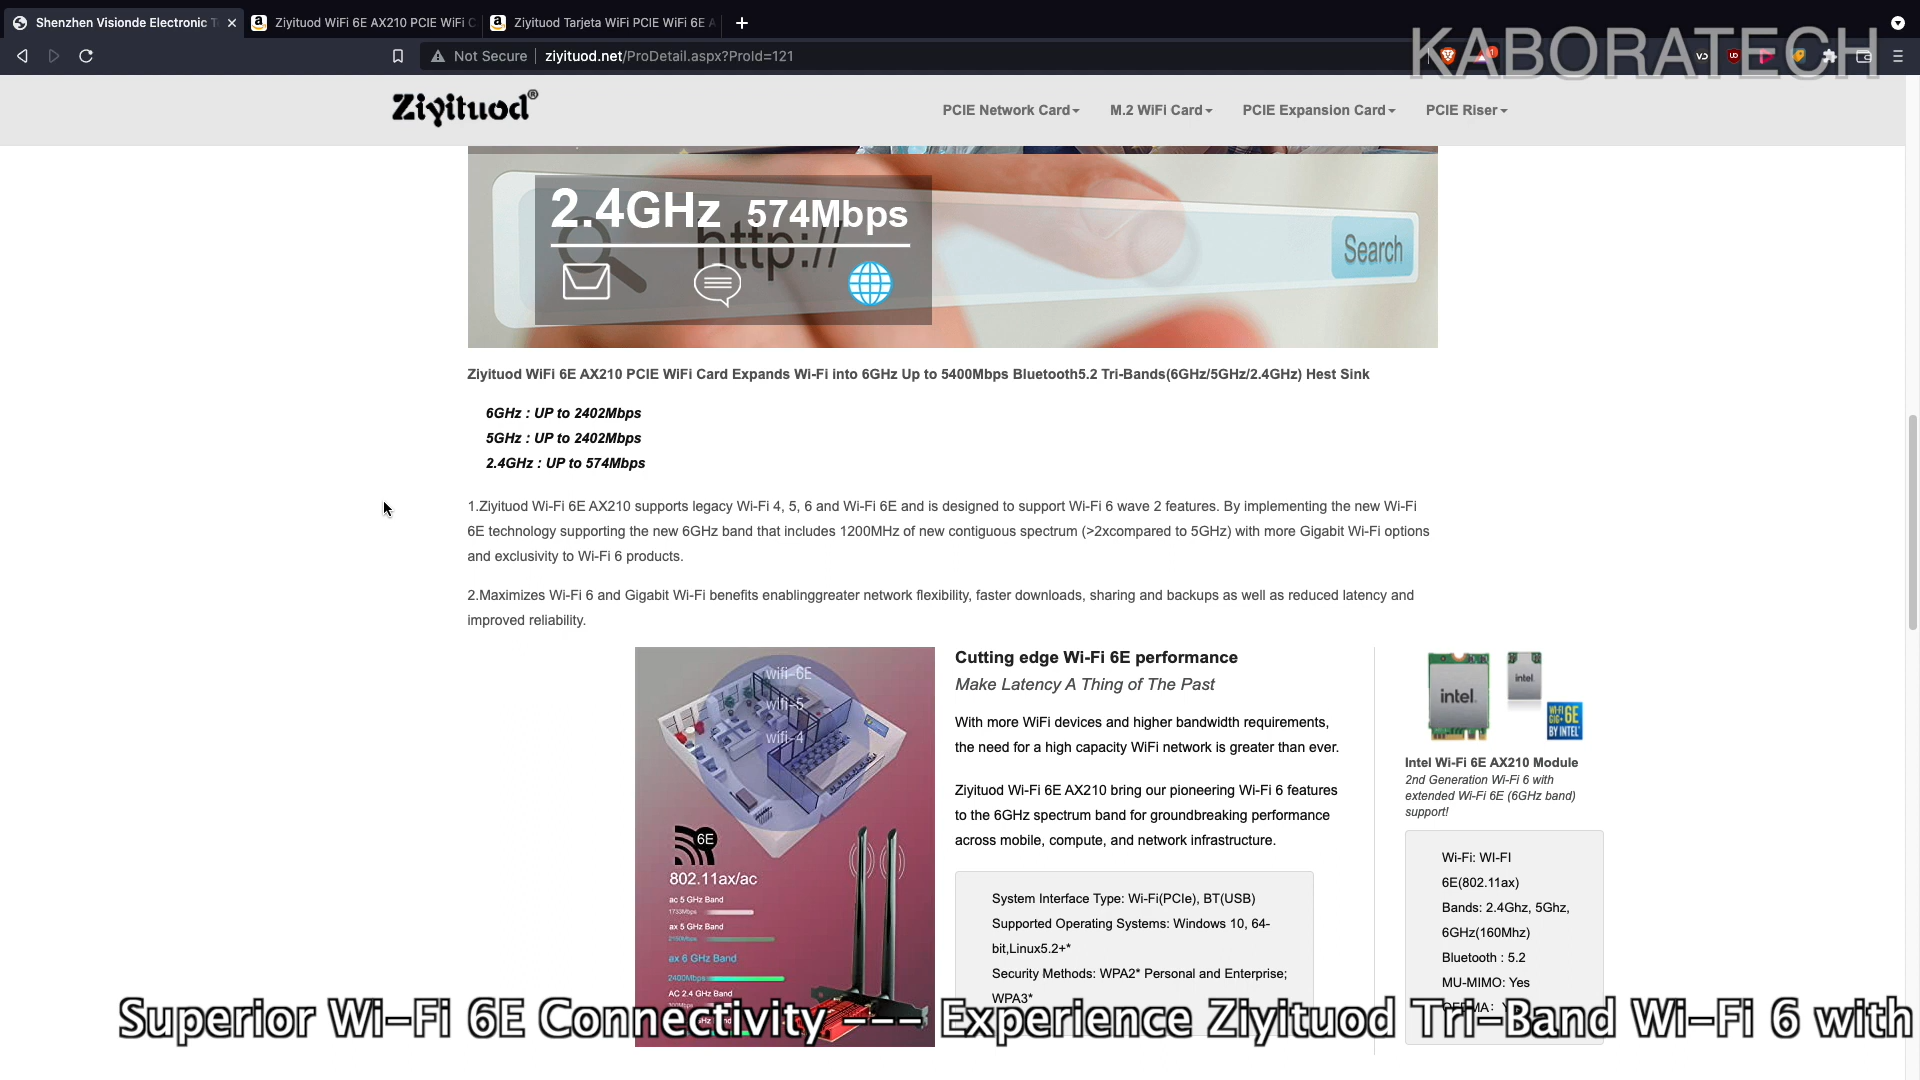 Shenzhen Visionde Electronic T
Ziyituod WiFi 6E AX210 PCIE WiFi C
Ziyituod Tarjeta WiFi PCIE WiFi 6E A
Not Secure
ziyituod.net/ProDetail.aspx?ProId=121
KABORATECH
Ziyituod®
PCIE Network Card
M.2 WiFi Card
PCIE Expansion Card
PCIE Riser
2.4GHz 574Mbps
http://
Search
Ziyituod WiFi 6E AX210 PCIE WiFi Card Expands Wi-Fi into 6GHz Up to 5400Mbps Bluetooth5.2 Tri-Bands(6GHz/5GHz/2.4GHz) Hest Sink
6GHz : UP to 2402Mbps
5GHz : UP to 2402Mbps
2.4GHz : UP to 574Mbps
1.Ziyituod Wi-Fi 6E AX210 supports legacy Wi-Fi 4, 5, 6 and Wi-Fi 6E and is designed to support Wi-Fi 6 wave 2 features. By implementing the new Wi-Fi
6E technology supporting the new 6GHz band that includes 1200MHz of new contiguous spectrum (>2xcompared to 5GHz) with more Gigabit Wi-Fi options
and exclusivity to Wi-Fi 6 products.
2.Maximizes Wi-Fi 6 and Gigabit Wi-Fi benefits enablinggreater network flexibility, faster downloads, sharing and backups as well as reduced latency and
improved reliability.
wifi-6E
wifi-5
wifi-4
6E
802.11ax/ac
ac 5 GHz Band
1733Mbps
ax 5 GHz Band
ax 6 GHz Band
2400Mbps
AC 2.4 GHz Band
Cutting edge Wi-Fi 6E performance
Make Latency A Thing of The Past
With more WiFi devices and higher bandwidth requirements,
the need for a high capacity WiFi network is greater than ever.
Ziyituod Wi-Fi 6E AX210 bring our pioneering Wi-Fi 6 features
to the 6GHz spectrum band for groundbreaking performance
across mobile, compute, and network infrastructure.
System Interface Type: Wi-Fi(PCIe), BT(USB)
Supported Operating Systems: Windows 10, 64-
bit,Linux5.2+*
Security Methods: WPA2* Personal and Enterprise;
WPA3*
intel.
intel.
WI-FI
GIG+ 6E
BY INTEL
Intel Wi-Fi 6E AX210 Module
2nd Generation Wi-Fi 6 with
extended Wi-Fi 6E (6GHz band)
support!
Wi-Fi: WI-FI
6E(802.11ax)
Bands: 2.4Ghz, 5Ghz,
6GHz(160Mhz)
Bluetooth : 5.2
MU-MIMO: Yes
Superior Wi-Fi 6E Connectivity --- Experience Ziyituod Tri-Band Wi-Fi 6 with